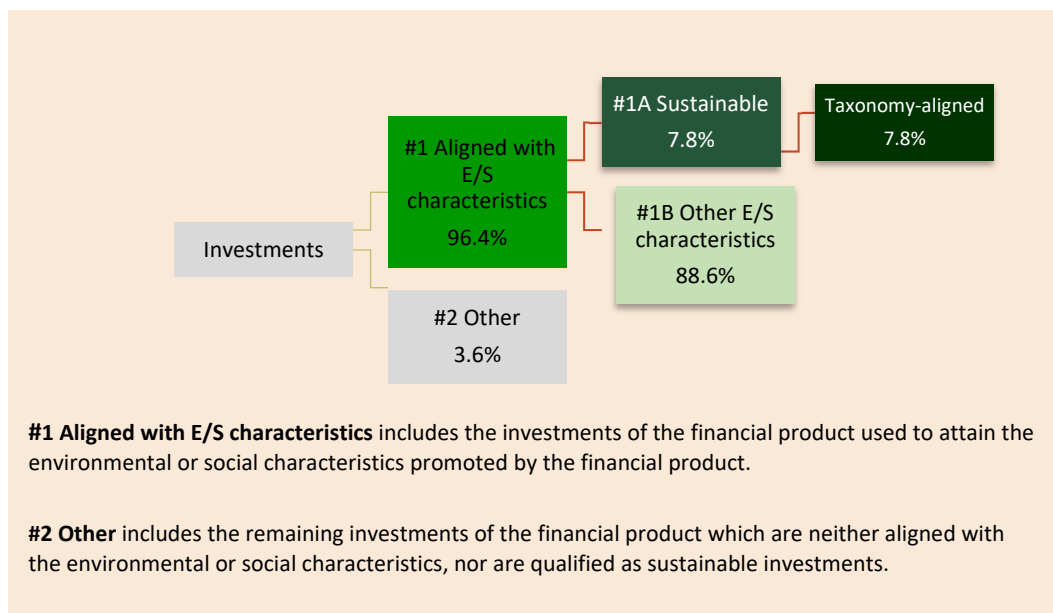 Investments
#1 Aligned with
E/S
characteristics
96.4%
#2 Other
3.6%
#1A Sustainable
7.8%
#1B Other E/S
characteristics
88.6%
Taxonomy-aligned
7.8%
#1 Aligned with E/S characteristics includes the investments of the financial product used to attain the
environmental or social characteristics promoted by the financial product.
#2 Other includes the remaining investments of the financial product which are neither aligned with
the environmental or social characteristics, nor are qualified as sustainable investments.